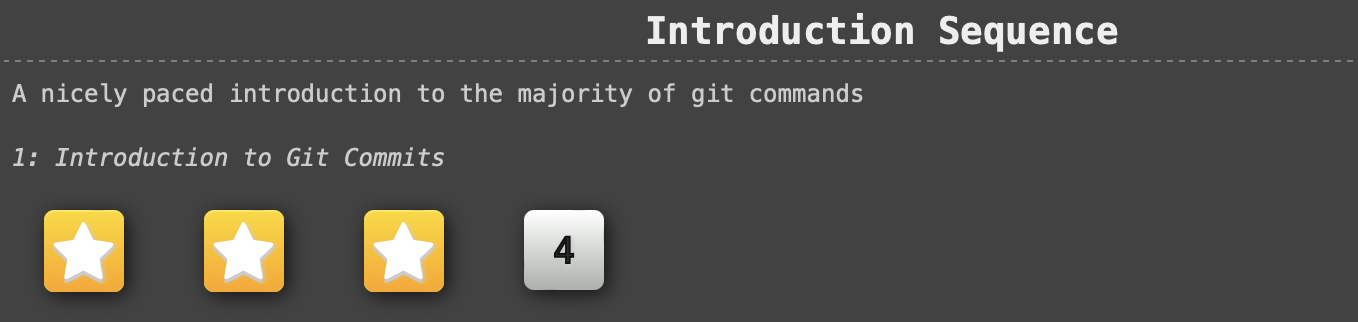 Introduction Sequence
A nicely paced introduction to the majority of git commands
1: Introduction to Git Commits
4